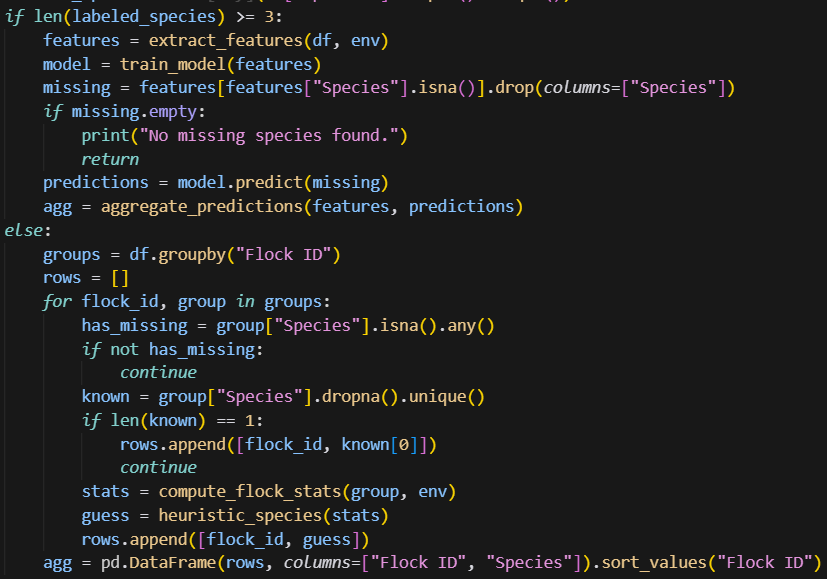 if len(labeled_species) >= 3:
    features = extract_features(df, env)
    model = train_model(features)
    missing = features[features["Species"].isna()].drop(columns=["Species"])
    if missing.empty:
        print("No missing species found.")
        return
    predictions = model.predict(missing)
    agg = aggregate_predictions(features, predictions)
else:
    groups = df.groupby("Flock ID")
    rows = []
    for flock_id, group in groups:
        has_missing = group["Species"].isna().any()
        if not has_missing:
            continue
        known = group["Species"].dropna().unique()
        if len(known) == 1:
            rows.append([flock_id, known[0]])
            continue
        stats = compute_flock_stats(group, env)
        guess = heuristic_species(stats)
        rows.append([flock_id, guess])
    agg = pd.DataFrame(rows, columns=["Flock ID", "Species"]).sort_values("Flock ID")